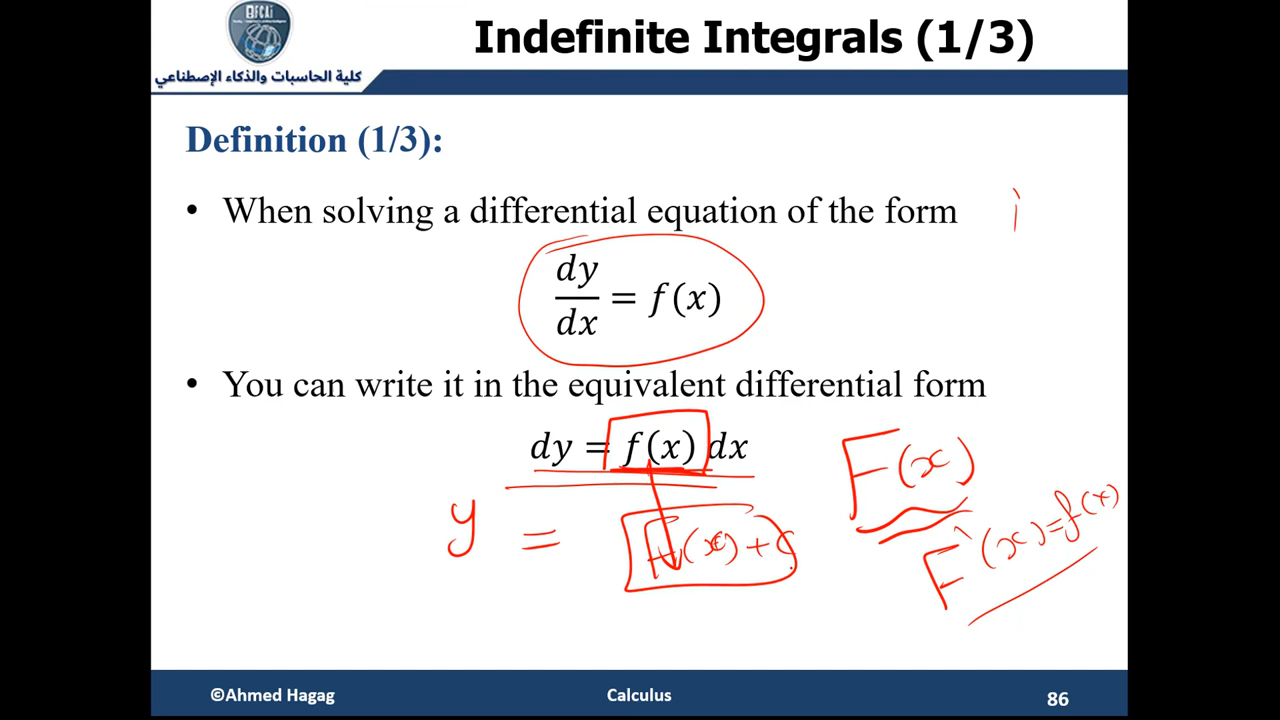 BFCAi
كلية الحاسبات والذكاء الإصطناعي
Indefinite Integrals (1/3)
Definition (1/3):
• When solving a differential equation of the form
dy/dx = f(x)
• You can write it in the equivalent differential form
dy = f(x) dx
y = F(x) + C
F(x)
F'(x) = f(x)
©Ahmed Hagag
Calculus
86